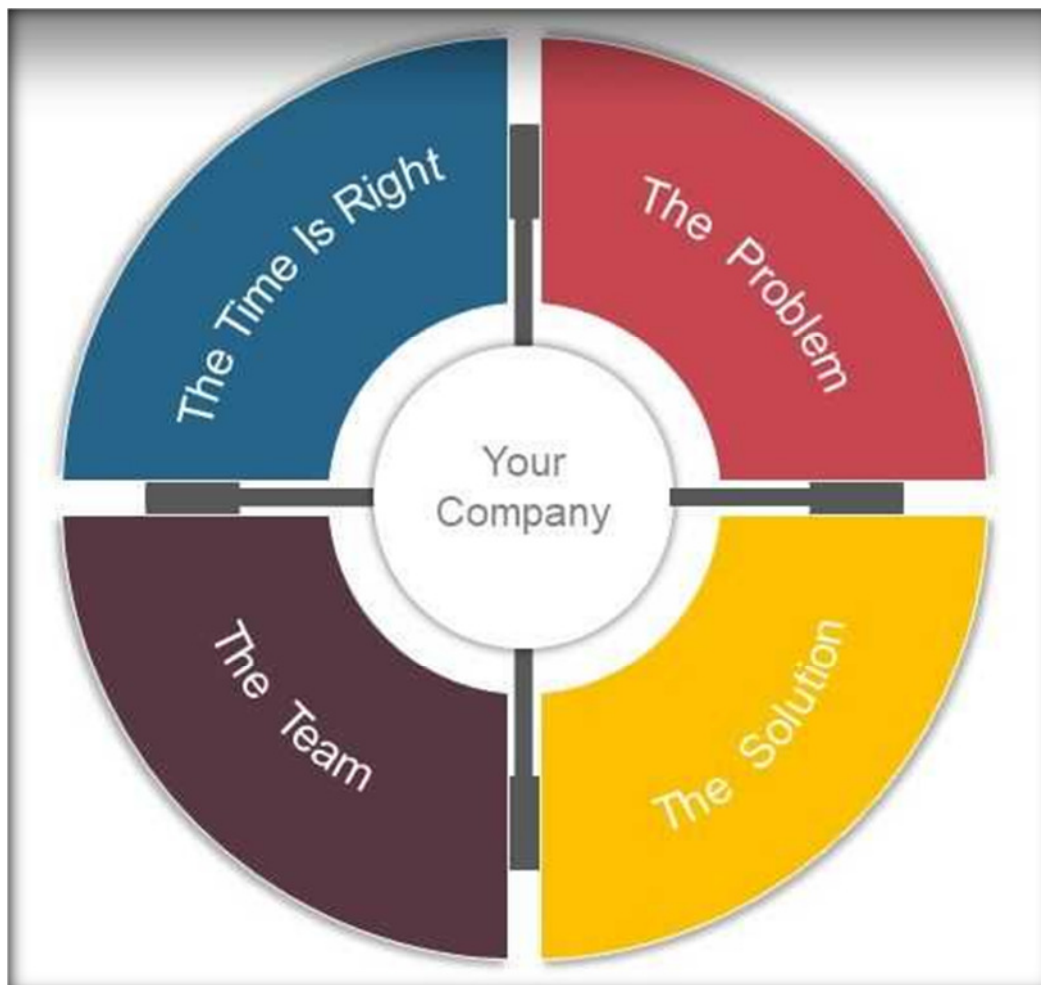 The Time Is Right
The Problem
Your
Company
The Team
The Solution